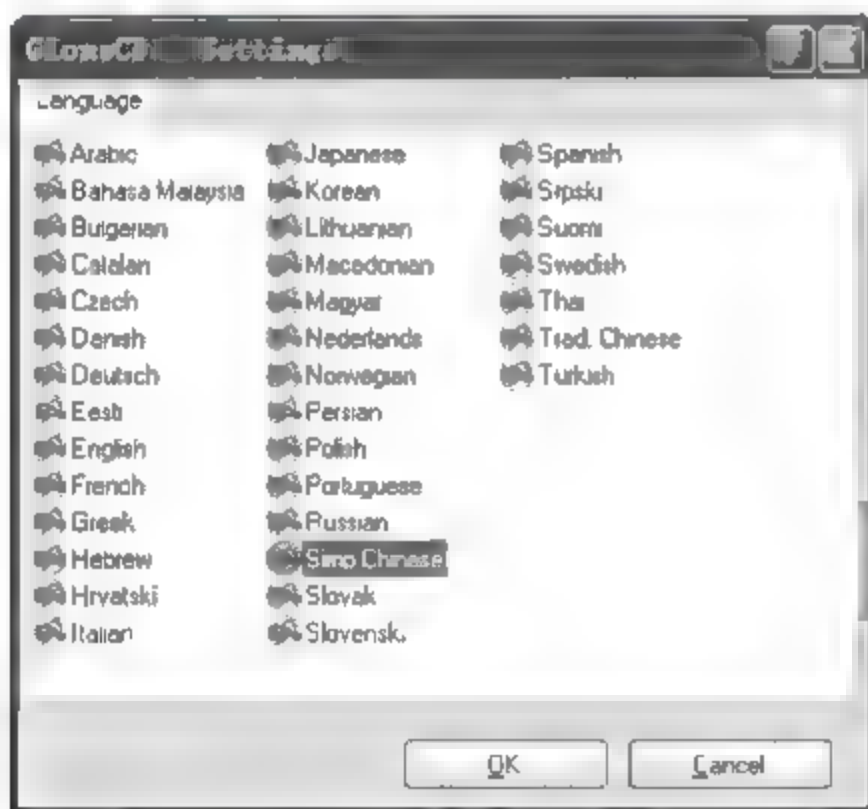 Settings
Language
Arabic
Bahasa Malaysia
Bulgarian
Catalan
Czech
Danish
Deutsch
Eesti
English
French
Greek
Hebrew
Hrvatski
Italian
Japanese
Korean
Lithuanian
Macedonian
Magyar
Nederlands
Norwegian
Persian
Polish
Portuguese
Russian
Simp Chinese
Slovak
Slovensk.
Spanish
Srpski
Suomi
Swedish
Thai
Trad. Chinese
Turkish
OK
Cancel